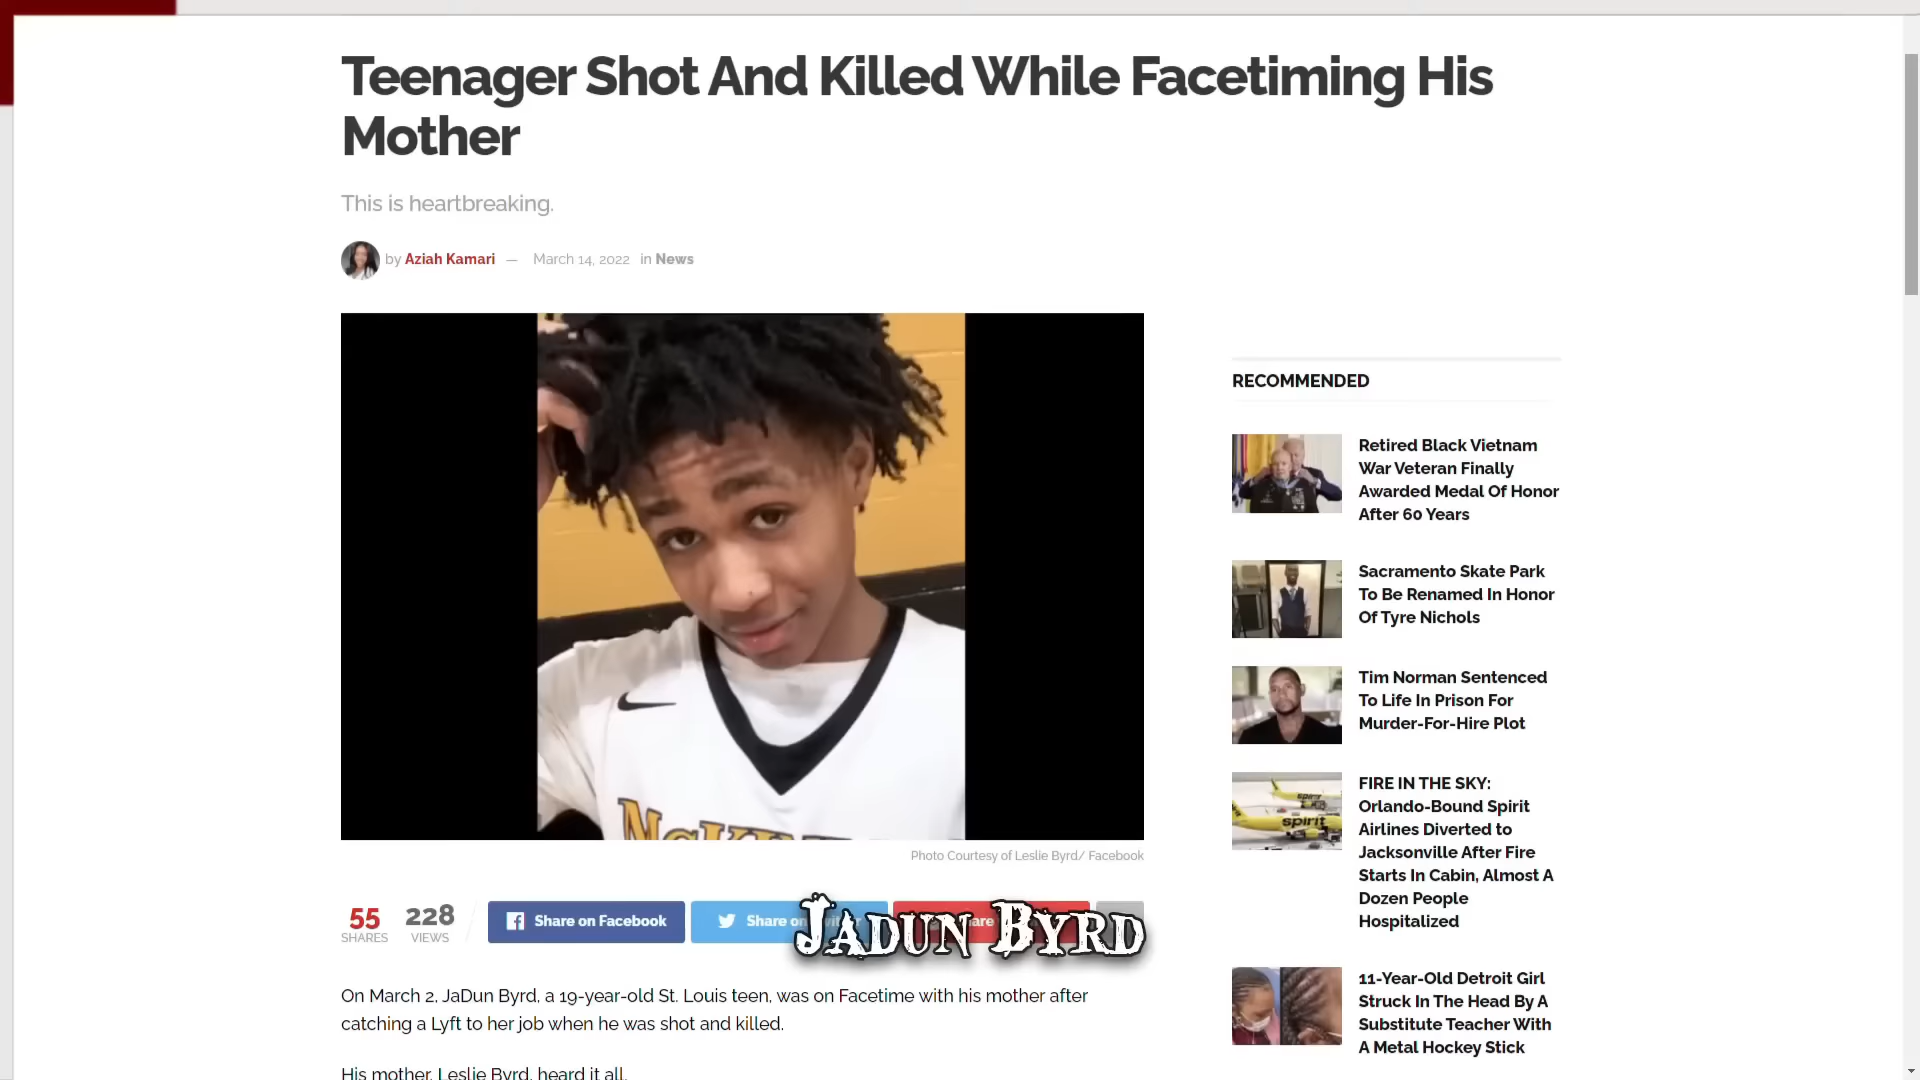 Teenager Shot And Killed While Facetiming His
Mother
This is heartbreaking.
by Aziah Kamari — March 14, 2022 in News
McKIN
Photo Courtesy of Leslie Byrd/ Facebook
55
SHARES
228
VIEWS
Share on Facebook
Share on
Jadun Byrd
On March 2, JaDun Byrd, a 19-year-old St. Louis teen, was on Facetime with his mother after
catching a Lyft to her job when he was shot and killed.
His mother, Leslie Byrd, heard it all.
RECOMMENDED
Retired Black Vietnam
War Veteran Finally
Awarded Medal Of Honor
After 60 Years
Sacramento Skate Park
To Be Renamed In Honor
Of Tyre Nichols
Tim Norman Sentenced
To Life In Prison For
Murder-For-Hire Plot
spirit
spirit
FIRE IN THE SKY:
Orlando-Bound Spirit
Airlines Diverted to
Jacksonville After Fire
Starts In Cabin, Almost A
Dozen People
Hospitalized
11-Year-Old Detroit Girl
Struck In The Head By A
Substitute Teacher With
A Metal Hockey Stick